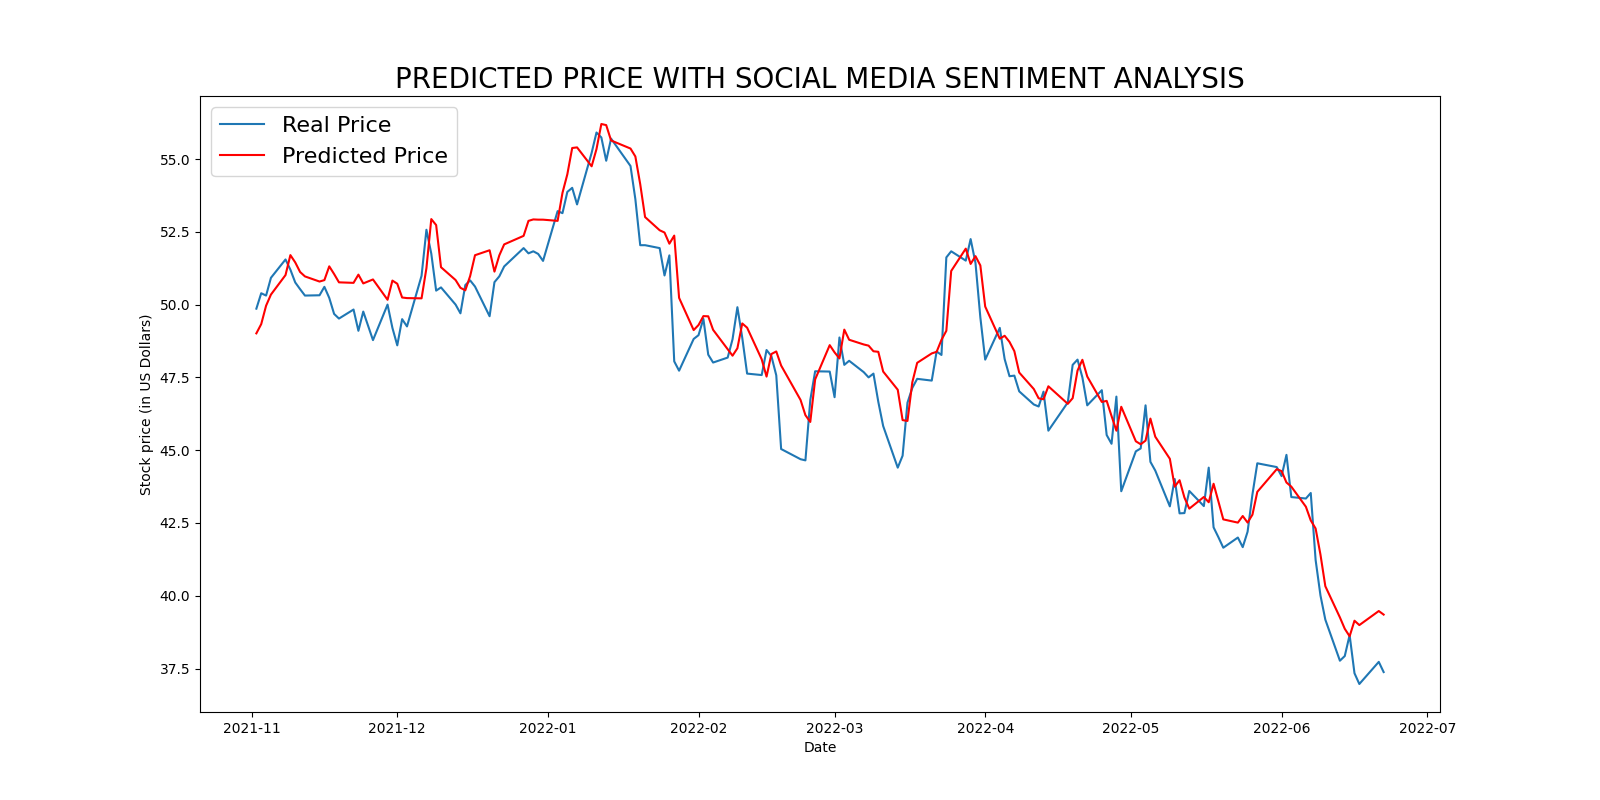 PREDICTED PRICE WITH SOCIAL MEDIA SENTIMENT ANALYSIS
Real Price
Predicted Price
Stock price (in US Dollars)
55.0
52.5
50.0
47.5
45.0
42.5
40.0
37.5
2021-11 2021-12 2022-01 2022-02 2022-03 2022-04 2022-05 2022-06 2022-07
Date